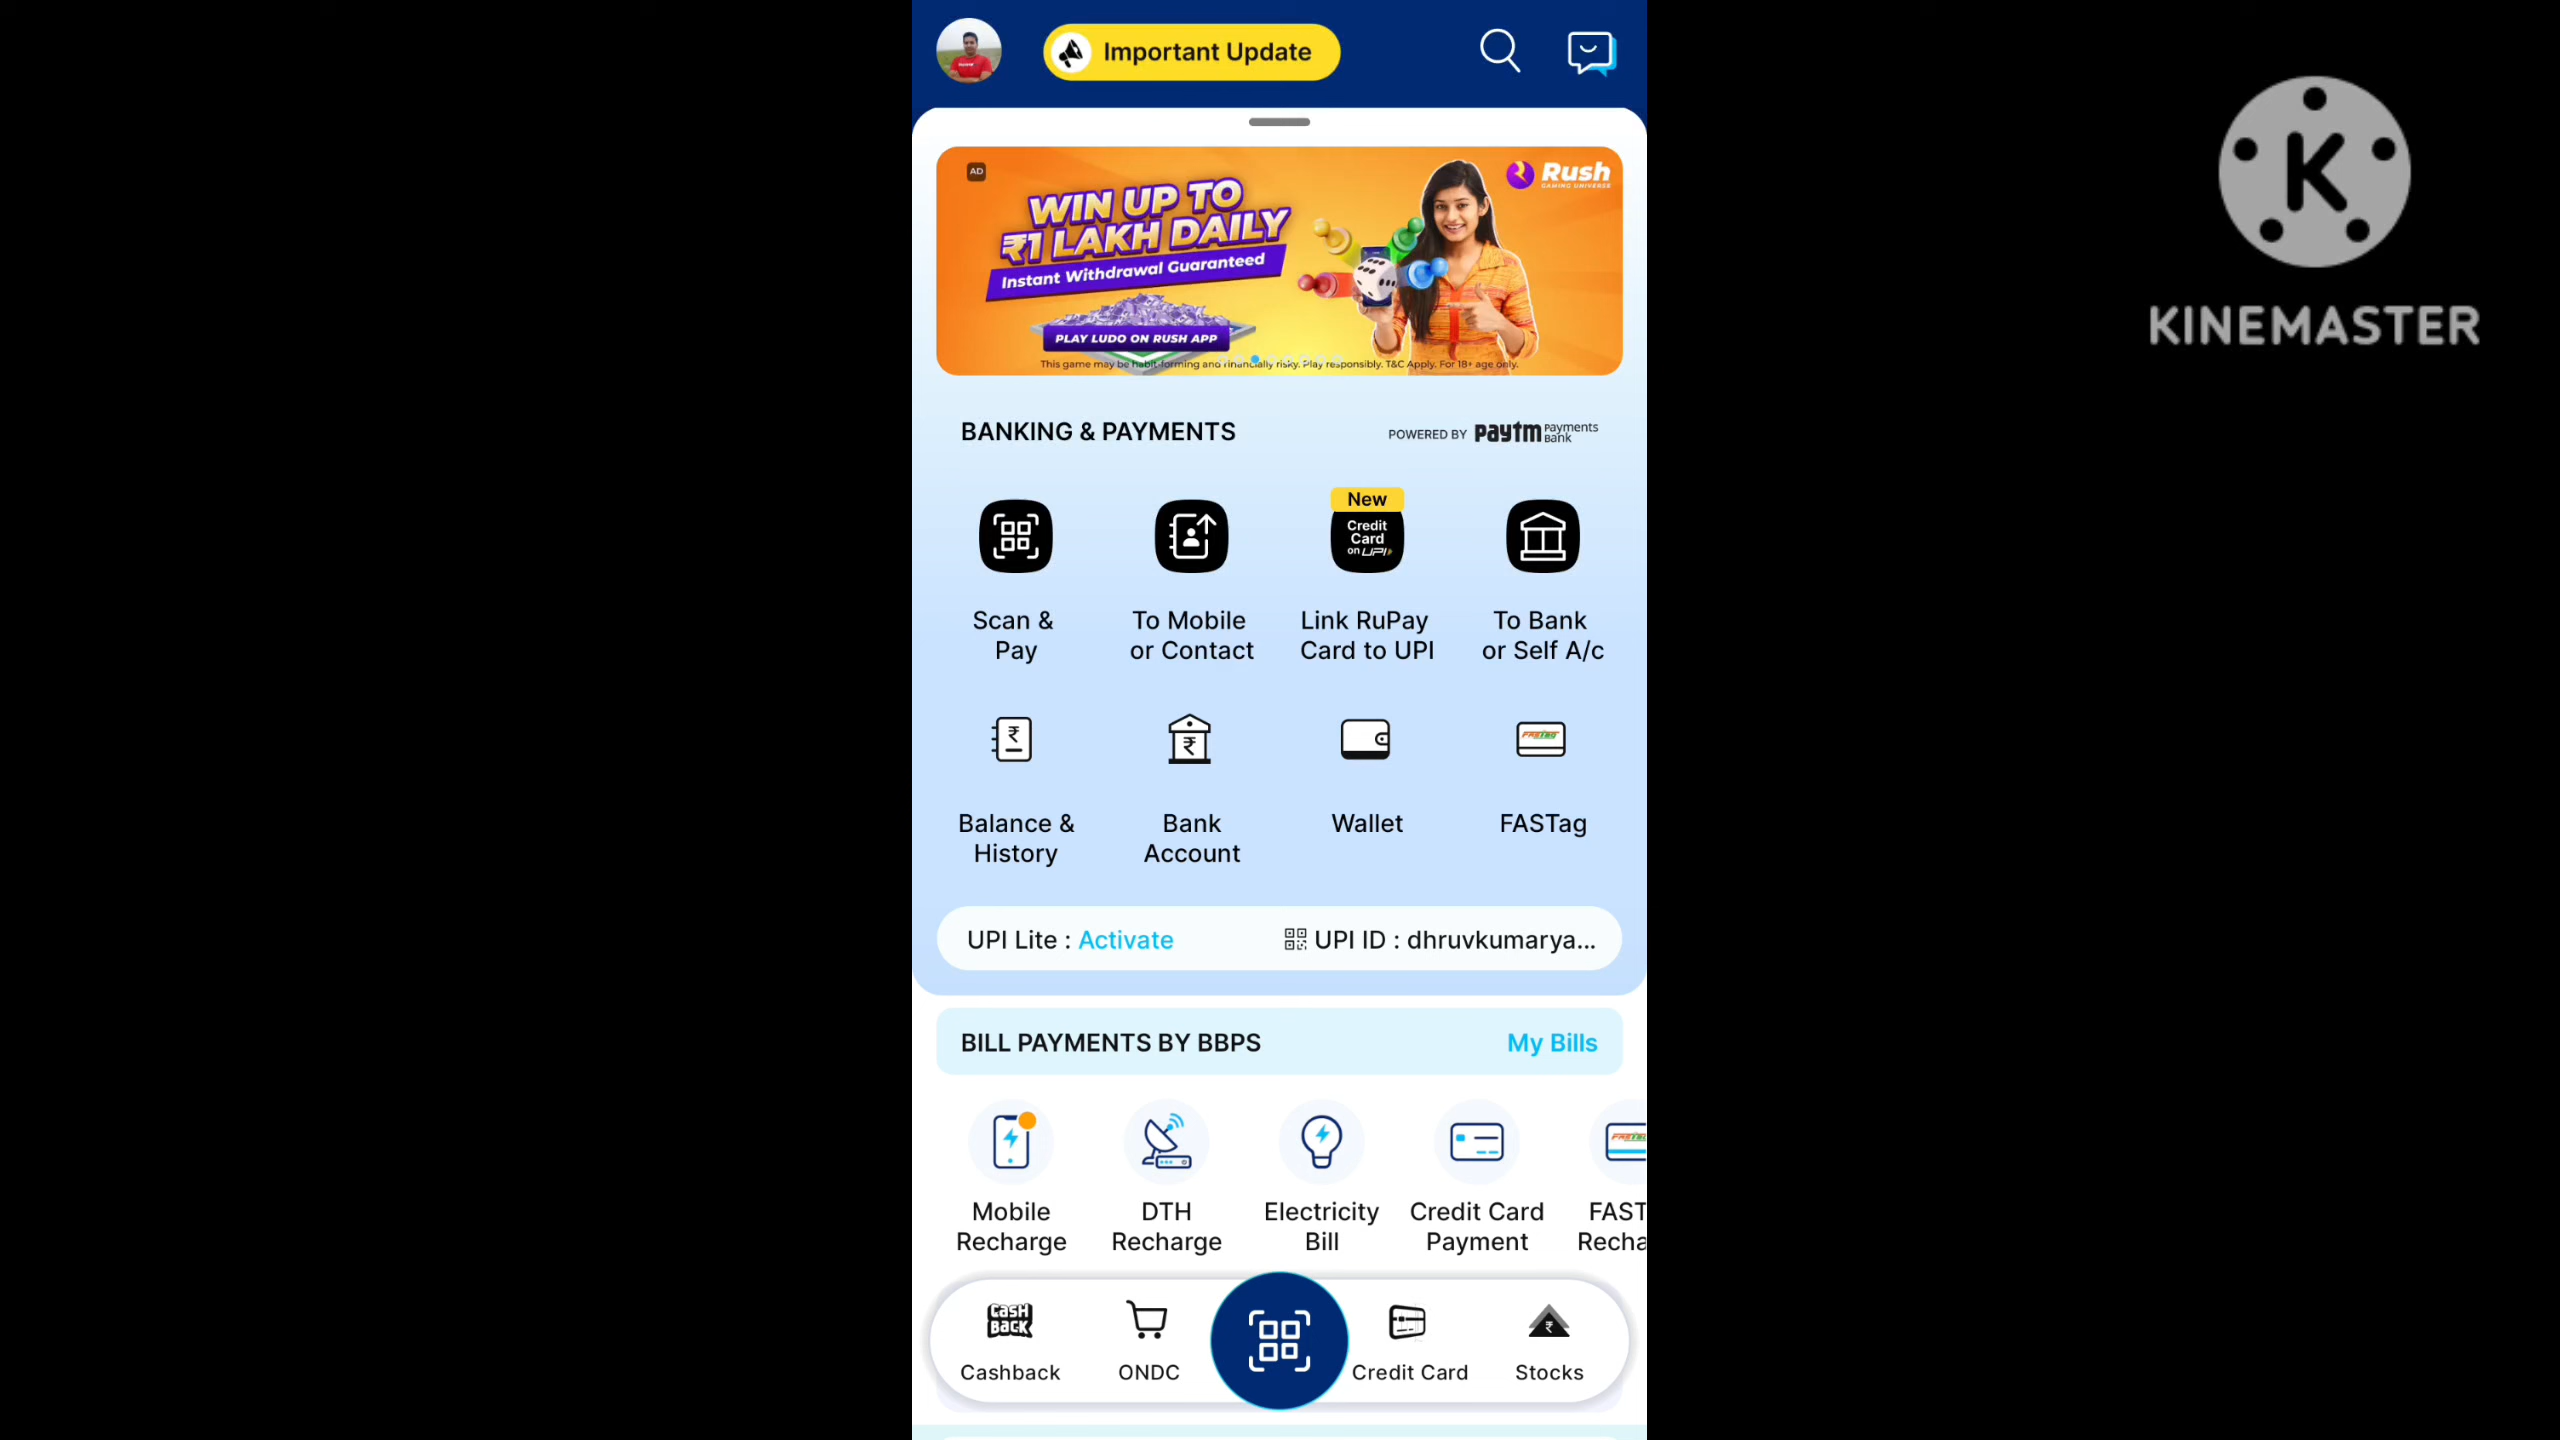 Important Update
AD
Rush
GAMING UNIVERSE
WIN UP TO
₹1 LAKH DAILY
Instant Withdrawal Guaranteed
PLAY LUDO ON RUSH APP
This game may be habit-forming and financially risky. Play responsibly. T&C Apply. For 18+ age only.
K
KINEMASTER
BANKING & PAYMENTS
POWERED BY paytm Payments Bank
New
Credit
Card
on UPI
Scan &
Pay
To Mobile
or Contact
Link RuPay
Card to UPI
To Bank
or Self A/c
FASTAG
Balance &
History
Bank
Account
Wallet
FASTag
UPI Lite : Activate
UPI ID : dhruvkumarya...
BILL PAYMENTS BY BBPS
My Bills
Mobile
Recharge
DTH
Recharge
Electricity
Bill
Credit Card
Payment
FAST
Recha
CASH
BACK
Cashback
ONDC
Credit Card
Stocks